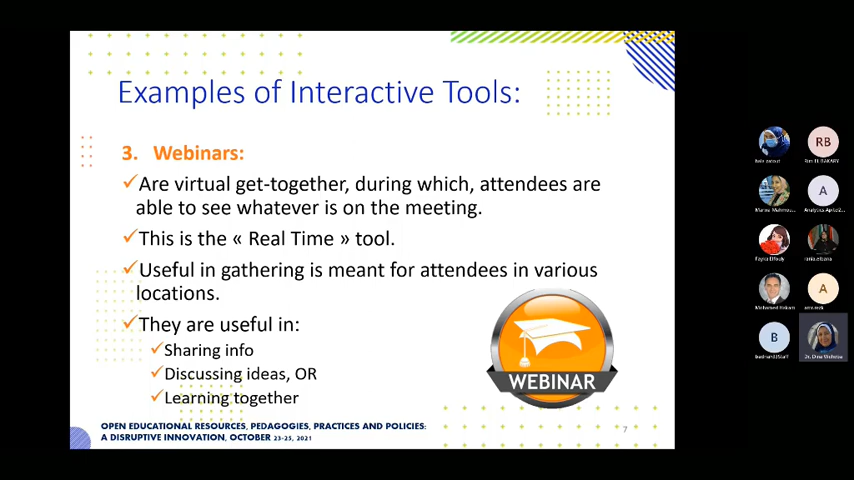 Examples of Interactive Tools:
3. Webinars:
Are virtual get-together, during which, attendees are
able to see whatever is on the meeting.
This is the « Real Time » tool.
Useful in gathering is meant for attendees in various
locations.
They are useful in:
Sharing info
Discussing ideas, OR
Learning together
WEBINAR
OPEN EDUCATIONAL RESOURCES, PEDAGOGIES, PRACTICES AND POLICIES:
A DISRUPTIVE INNOVATION, OCTOBER 23-25, 2021
7
RB
A
A
B